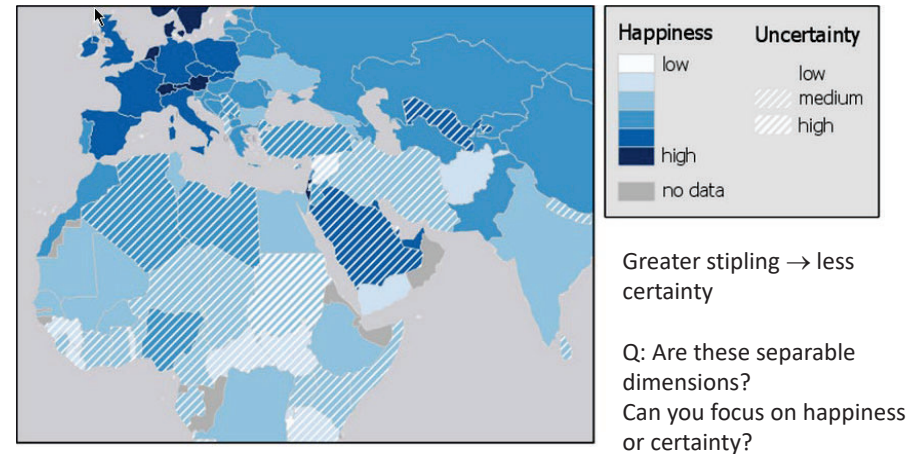 Happiness
Uncertainty
low
high
no data
low
medium
high
Greater stipling → less
certainty
Q: Are these separable
dimensions?
Can you focus on happiness
or certainty?